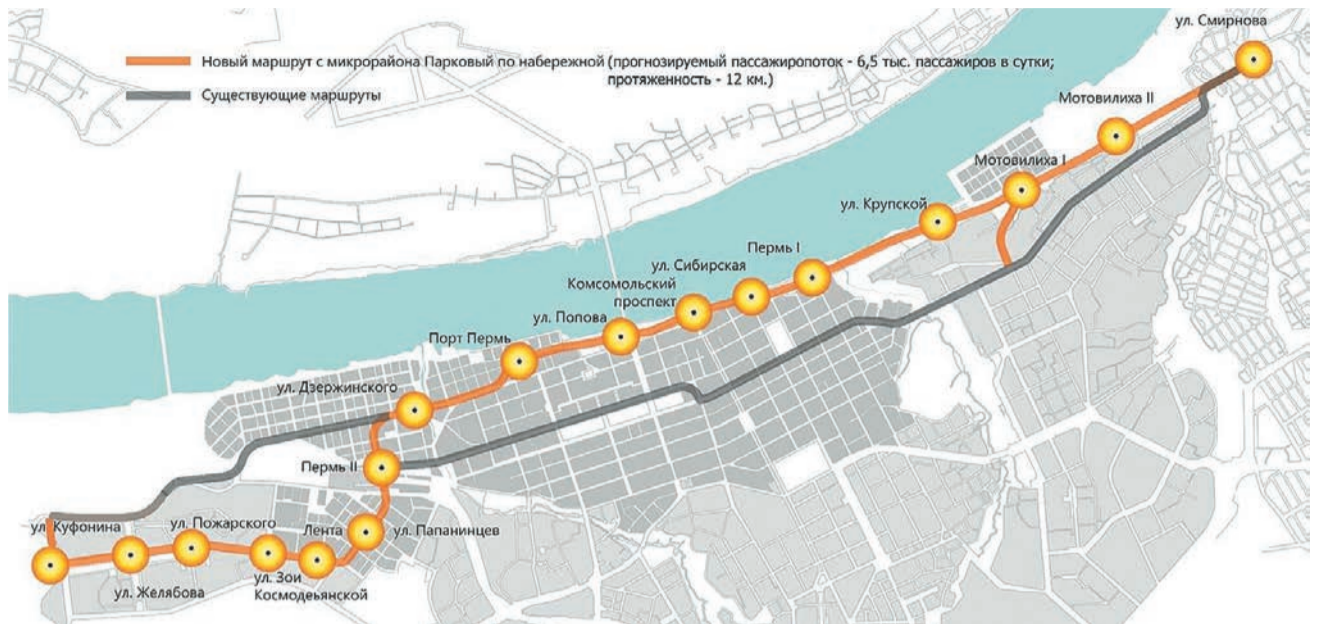 ул. Смирнова
Новый маршрут с микрорайона Парковый по набережной (прогнозируемый пассажиропоток - 6,5 тыс. пассажиров в сутки;
протяженность - 12 км.)
Существующие маршруты
Мотовилиха II
Мотовилиха I
ул. Крупской
Пермь I
ул. Сибирская
Комсомольский
проспект
ул. Попова
Порт Пермь
ул. Дзержинского
Пермь II
ул. Куфонина
ул. Пожарского
Лента
ул. Папанинцев
ул. Желябова
ул. Зои
Космодеьянской